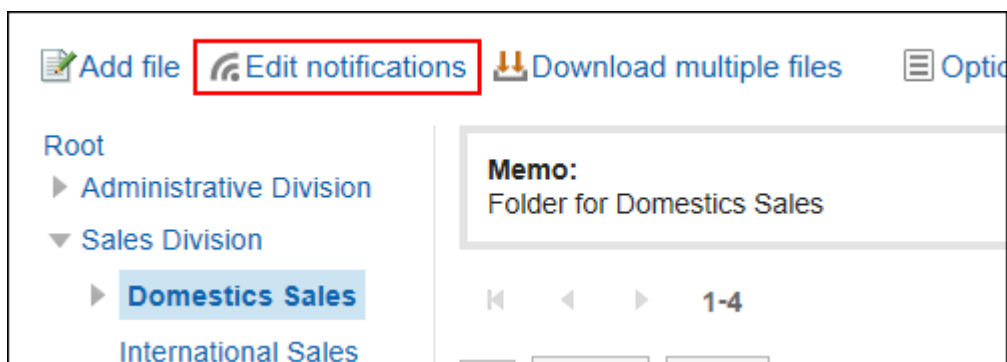 Add file Edit notifications Download multiple files
Root
Administrative Division
Sales Division
Domestics Sales
International Sales
Memo:
Folder for Domestics Sales
1-4